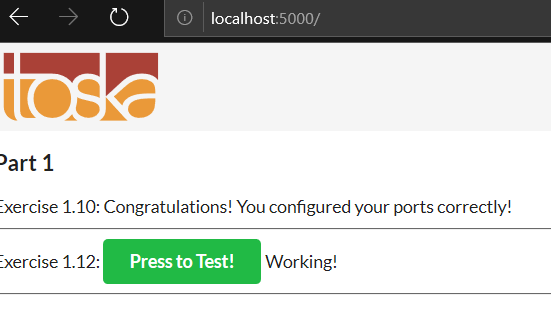 localhost:5000/
toska
Part 1
Exercise 1.10: Congratulations! You configured your ports correctly!
Exercise 1.12: Press to Test! Working!